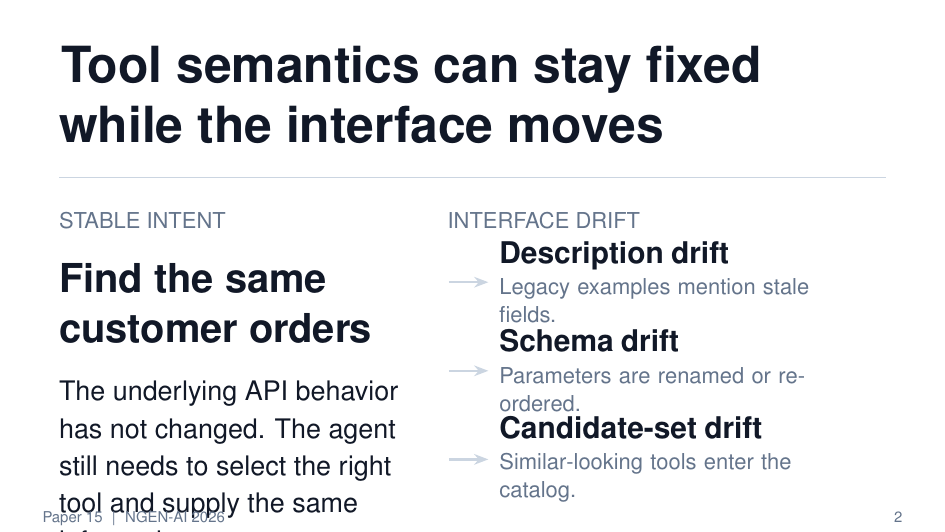 Tool semantics can stay fixed
while the interface moves
STABLE INTENT
Find the same
customer orders
The underlying API behavior
has not changed. The agent
still needs to select the right
tool and supply the same
INTERFACE DRIFT
Description drift
Legacy examples mention stale
fields.
Schema drift
Parameters are renamed or re-
ordered.
Candidate-set drift
Similar-looking tools enter the
catalog.
Paper 15 | NGEN-AI 2026
2